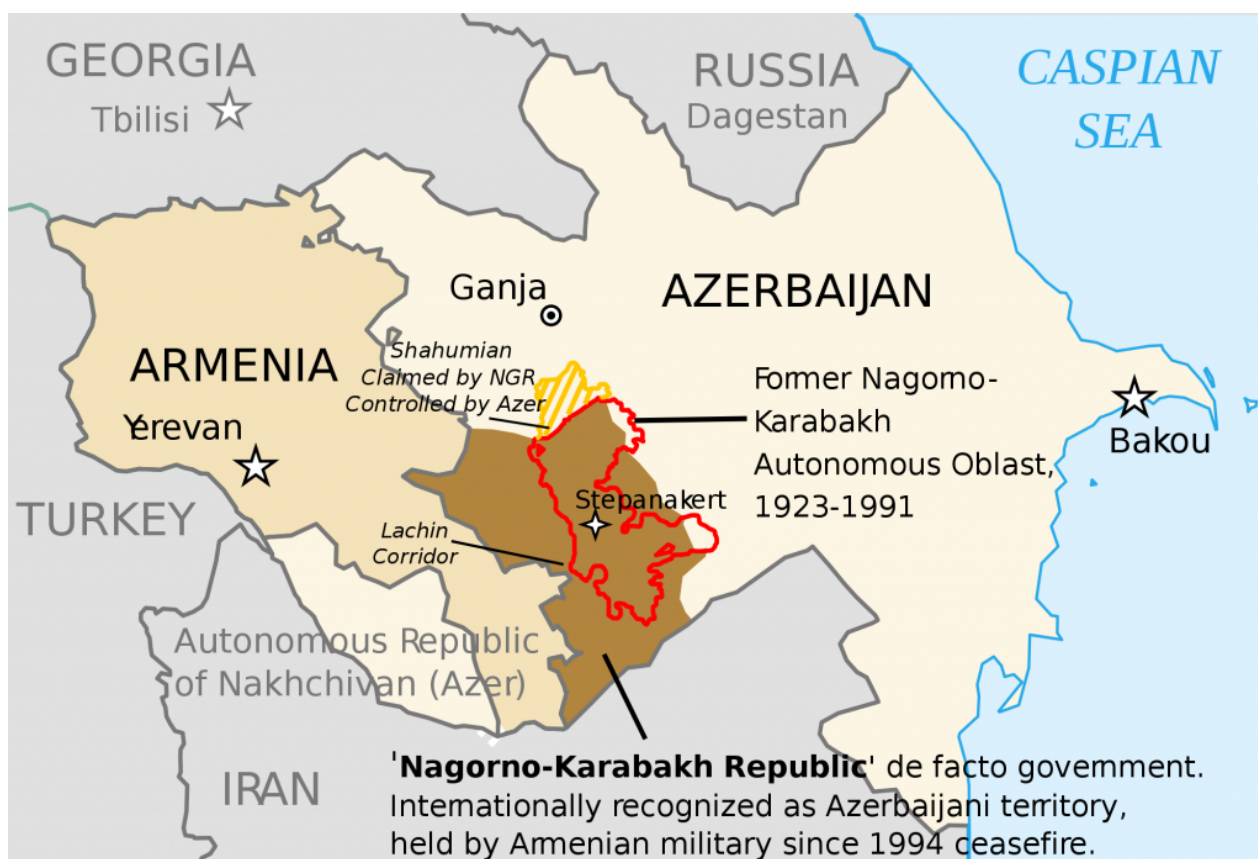 GEORGIA
Tbilisi
RUSSIA
Dagestan
CASPIAN
SEA
Ganja
AZERBAIJAN
ARMENIA
Yerevan
Shahumian
Claimed by NGR
Controlled by Azer
Former Nagorno-
Karabakh
Autonomous Oblast,
1923-1991
Bakou
TURKEY
Stepanakert
Lachin
Corridor
Autonomous Republic
of Nakhchivan (Azer)
IRAN
'Nagorno-Karabakh Republic' de facto government.
Internationally recognized as Azerbaijani territory,
held by Armenian military since 1994 ceasefire.